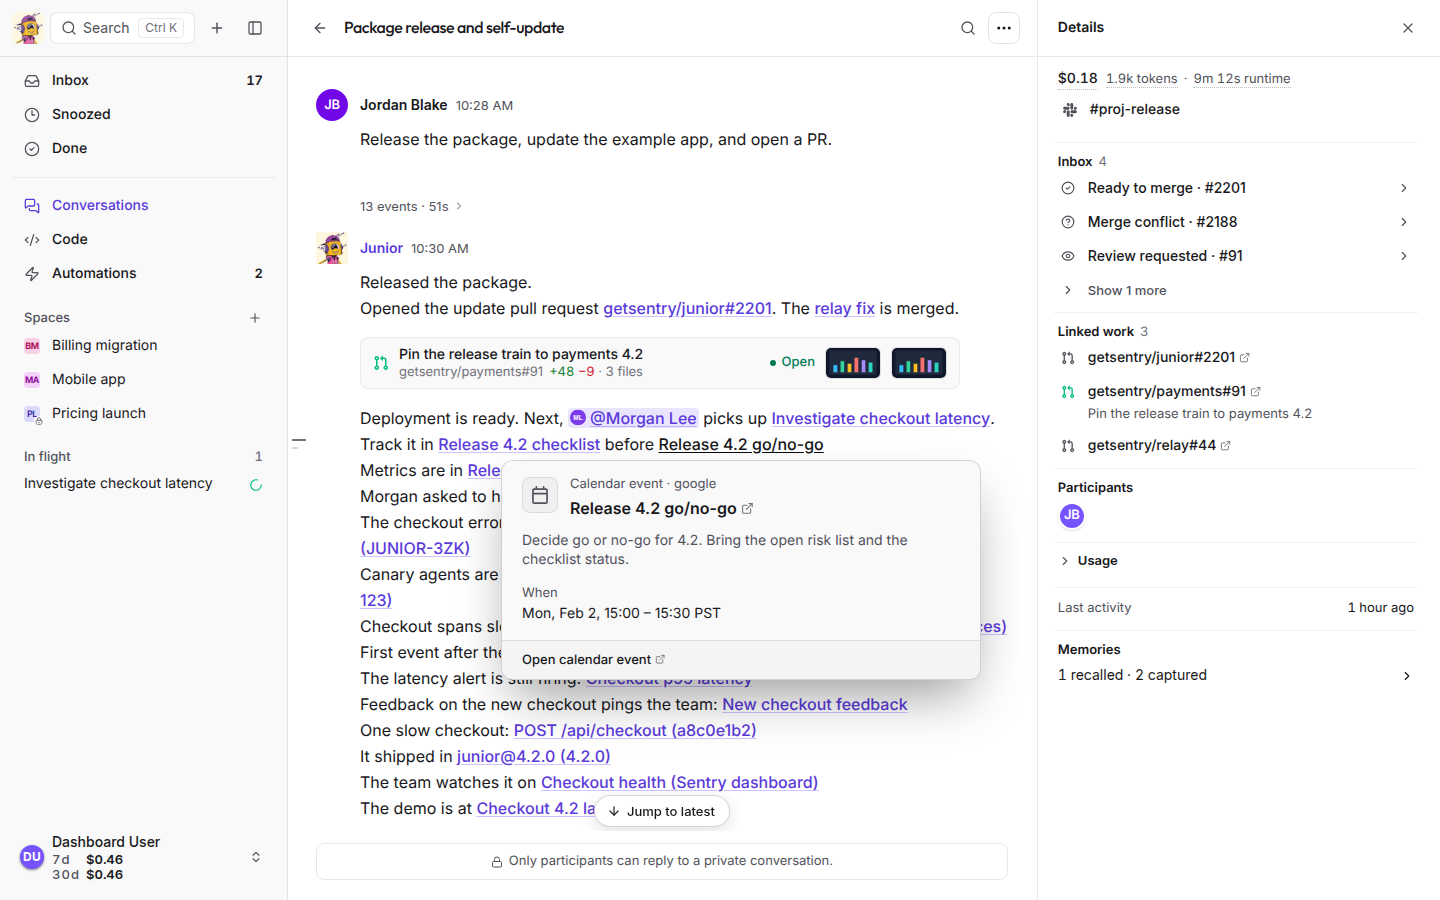 Search Ctrl K
Inbox 17
Snoozed
Done
Conversations
Code
Automations 2
Spaces
BM Billing migration
MA Mobile app
PL Pricing launch
In flight 1
Investigate checkout latency
DU Dashboard User
7d $0.46
30d $0.46
Package release and self-update
JB Jordan Blake 10:28 AM
Release the package, update the example app, and open a PR.
13 events · 51s
Junior 10:30 AM
Released the package.
Opened the update pull request getsentry/junior#2201. The relay fix is merged.
Pin the release train to payments 4.2
getsentry/payments#91 +48 −9 · 3 files
Open
Deployment is ready. Next, ML @Morgan Lee picks up Investigate checkout latency.
Track it in Release 4.2 checklist before Release 4.2 go/no-go
Metrics are in
Morgan asked to
The checkout
(JUNIOR-3ZK)
Canary agents are
123)
Checkout spans
First event after
The latency alert is still firing: Checkout p95 latency
Feedback on the new checkout pings the team: New checkout feedback
One slow checkout: POST /api/checkout (a8c0e1b2)
It shipped in junior@4.2.0 (4.2.0)
The team watches it on Checkout health (Sentry dashboard)
The demo is at Checkout 4.2
Calendar event · google
Release 4.2 go/no-go
Decide go or no-go for 4.2. Bring the open risk list and the
checklist status.
When
Mon, Feb 2, 15:00 – 15:30 PST
Open calendar event
Jump to latest
Only participants can reply to a private conversation.
Details
$0.18 1.9k tokens · 9m 12s runtime
#proj-release
Inbox 4
Ready to merge · #2201
Merge conflict · #2188
Review requested · #91
Show 1 more
Linked work 3
getsentry/junior#2201
getsentry/payments#91
Pin the release train to payments 4.2
getsentry/relay#44
Participants
JB
Usage
Last activity 1 hour ago
Memories
1 recalled · 2 captured